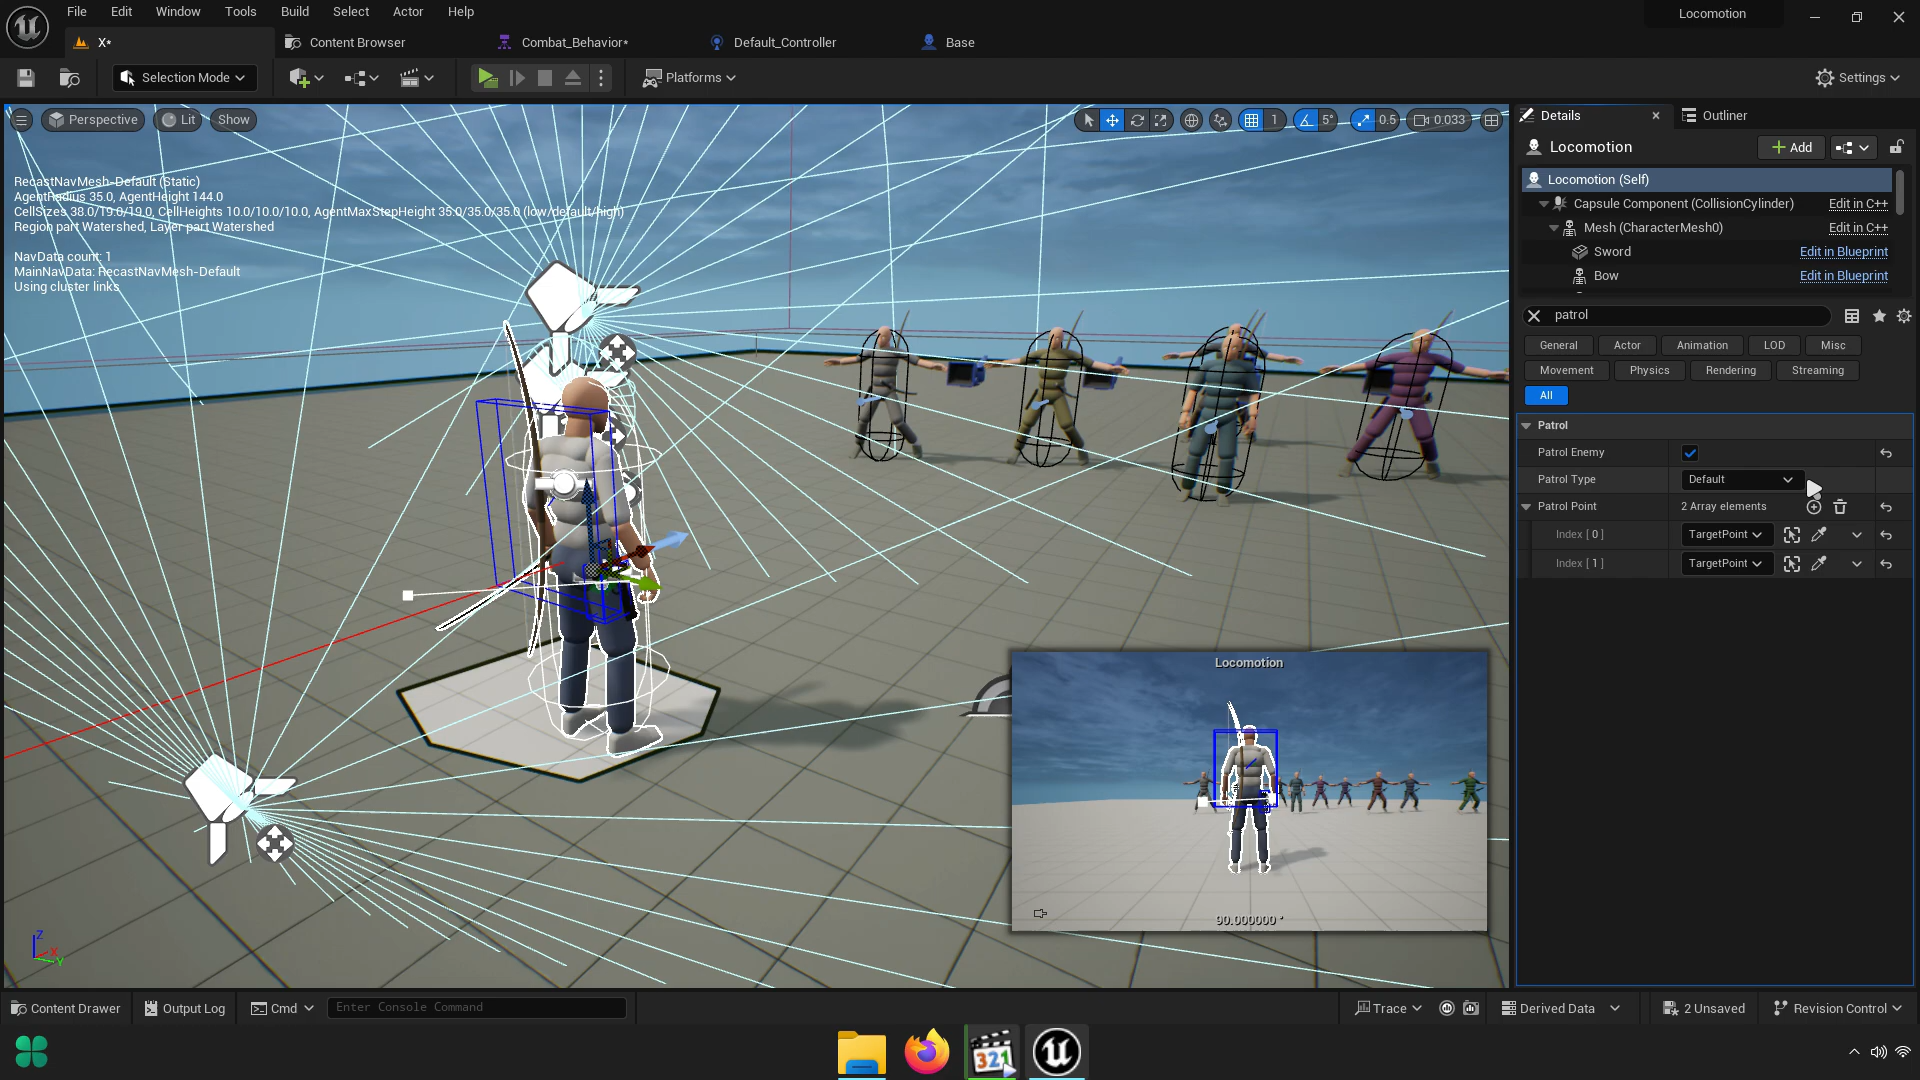 File Edit Window Tools Build Select Actor Help
Locomotion
X*
Content Browser
Combat_Behavior*
Default_Controller
Base
Selection Mode
Platforms
Settings
Perspective
Lit
Show
1
5°
0.5
0.033
RecastNavMesh-Default (Static)
AgentRadius 35.0, AgentHeight 144.0
CellSizes 38.0/19.0/19.0, CellHeights 10.0/10.0/10.0, AgentMaxStepHeight 35.0/35.0/35.0 (low/default/high)
Region part Watershed, Layer part Watershed
NavData count: 1
MainNavData: RecastNavMesh-Default
Using cluster links
Details
Outliner
Locomotion
Add
Locomotion (Self)
Capsule Component (CollisionCylinder) Edit in C++
Mesh (CharacterMesh0) Edit in C++
Sword Edit in Blueprint
Bow Edit in Blueprint
patrol
General Actor Animation LOD Misc
Movement Physics Rendering Streaming
All
Patrol
Patrol Enemy
Patrol Type Default
Patrol Point 2 Array elements
Index [ 0 ] TargetPoint
Index [ 1 ] TargetPoint
Locomotion
90.000000 °
Z
X
Y
Content Drawer
Output Log
Cmd
Enter Console Command
Trace
Derived Data
2 Unsaved
Revision Control
321